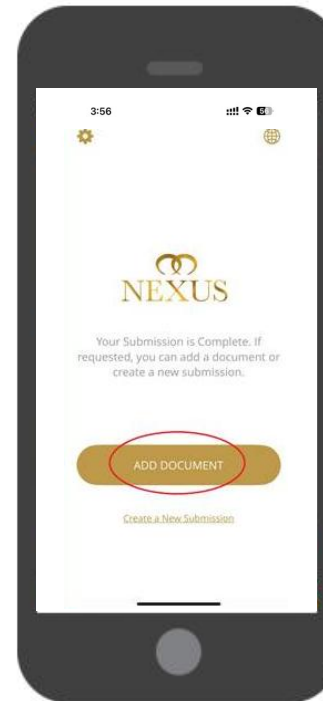 3:56
NEXUS
Your Submission is Complete. If
requested, you can add a document or
create a new submission.
ADD DOCUMENT
Create a New Submission